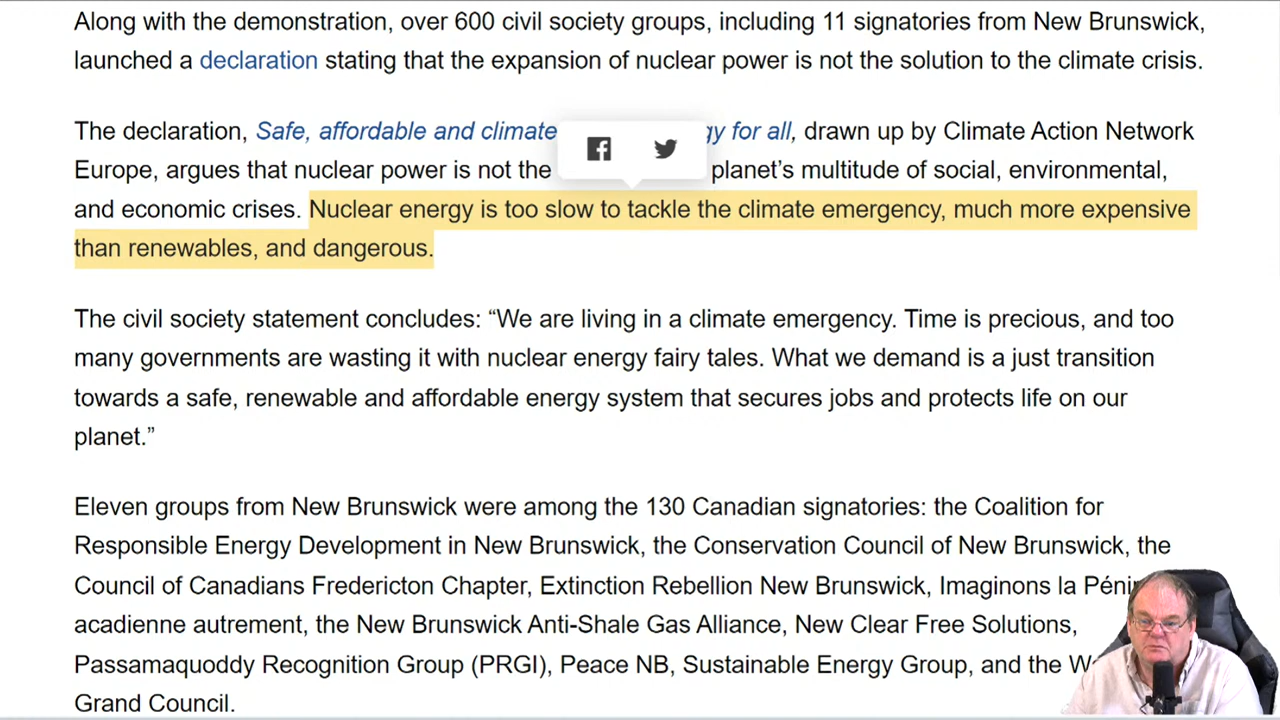 Along with the demonstration, over 600 civil society groups, including 11 signatories from New Brunswick,
launched a declaration stating that the expansion of nuclear power is not the solution to the climate crisis.
The declaration, Safe, affordable and climate for all, drawn up by Climate Action Network
Europe, argues that nuclear power is not the planet’s multitude of social, environmental,
and economic crises. Nuclear energy is too slow to tackle the climate emergency, much more expensive
than renewables, and dangerous.
The civil society statement concludes: “We are living in a climate emergency. Time is precious, and too
many governments are wasting it with nuclear energy fairy tales. What we demand is a just transition
towards a safe, renewable and affordable energy system that secures jobs and protects life on our
planet.”
Eleven groups from New Brunswick were among the 130 Canadian signatories: the Coalition for
Responsible Energy Development in New Brunswick, the Conservation Council of New Brunswick, the
Council of Canadians Fredericton Chapter, Extinction Rebellion New Brunswick, Imaginons la
acadienne autrement, the New Brunswick Anti-Shale Gas Alliance, New Clear Free Solutions,
Passamaquoddy Recognition Group (PRGI), Peace NB, Sustainable Energy Group, and the
Grand Council.